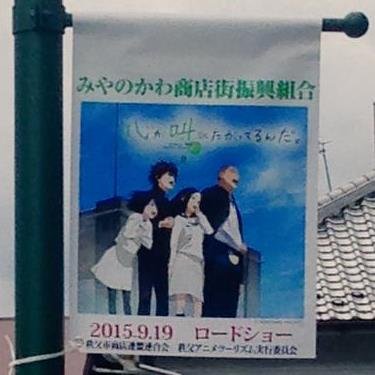 みやのかわ商店街振興組合
心が叫びたがってるんだ。
2015.9.19 ロードショー
秩父市商店連盟連合会 秩父アニメツーリズム実行委員会